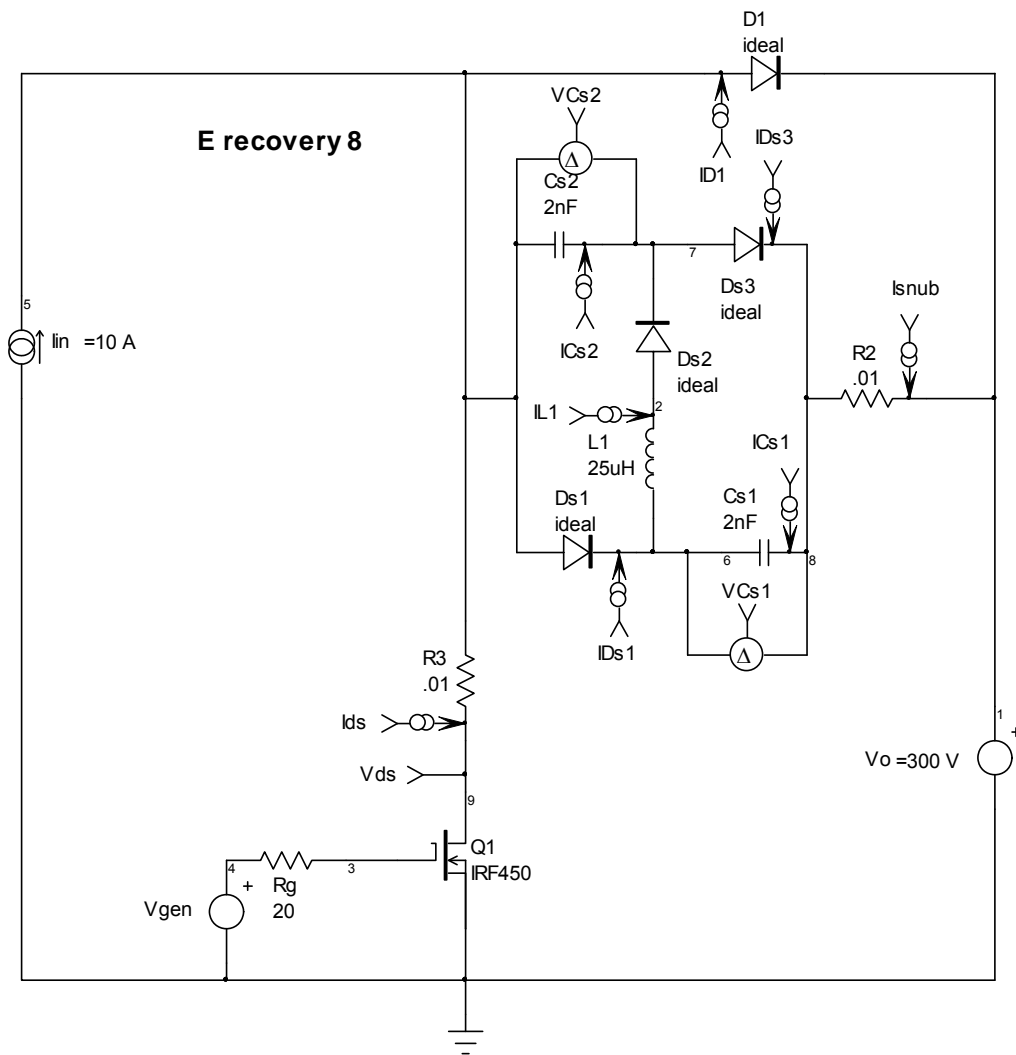 D1
ideal
VCs2
E recovery 8
Δ
IDs3
ID1
Cs2
2nF
7
Ds3
ideal
Isnub
5
Iin =10 A
ICs2
Ds2
ideal
R2
.01
IL1
2
L1
25uH
ICs1
Ds1
ideal
Cs1
2nF
6
8
VCs1
IDs1
Δ
R3
.01
Ids
1
+
Vo =300 V
Vds
9
Q1
IRF450
4
3
+
Rg
20
Vgen